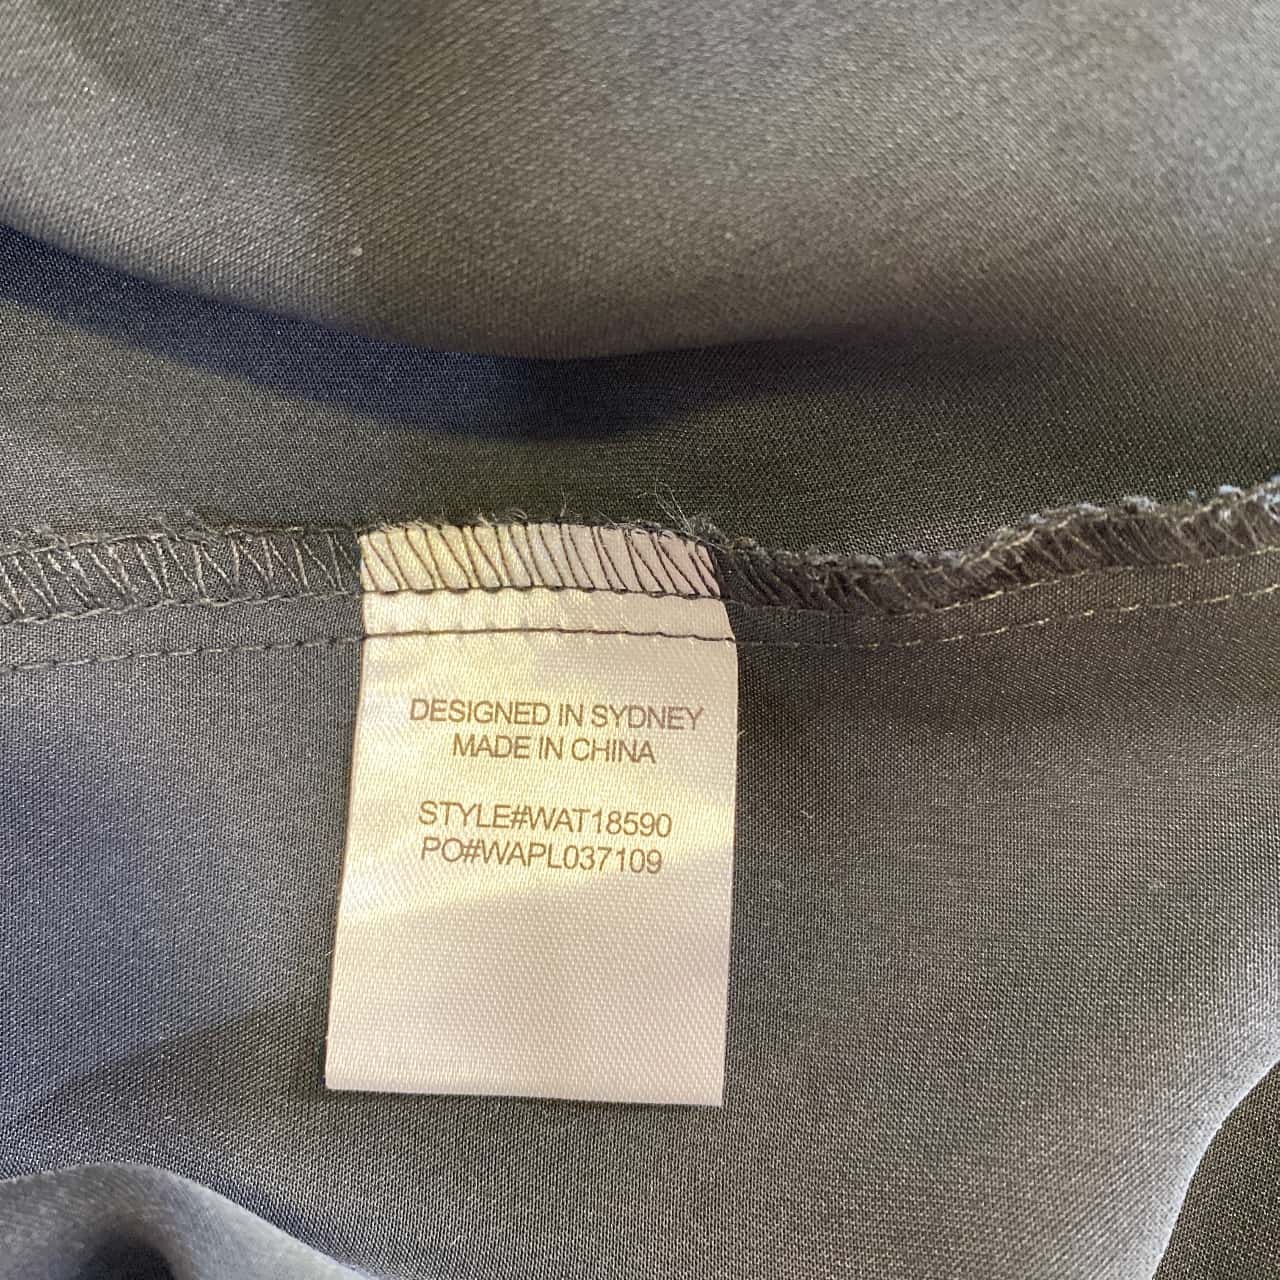 DESIGNED IN SYDNEY
MADE IN CHINA
STYLE#WAT18590
PO#WAPL037109